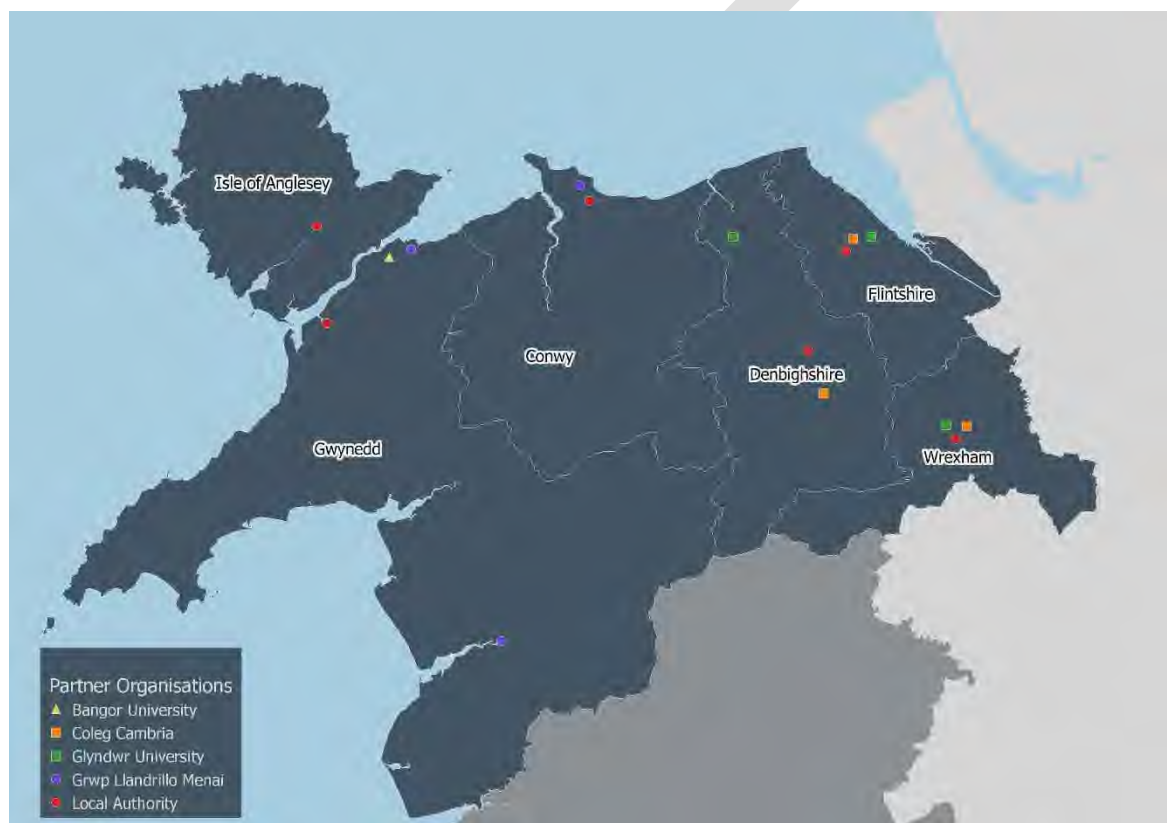 Isle of Anglesey
Flintshire
Conwy
Denbighshire
Gwynedd
Wrexham
Partner Organisations
Bangor University
Coleg Cambria
Glyndwr University
Grwp Llandrillo Menai
Local Authority